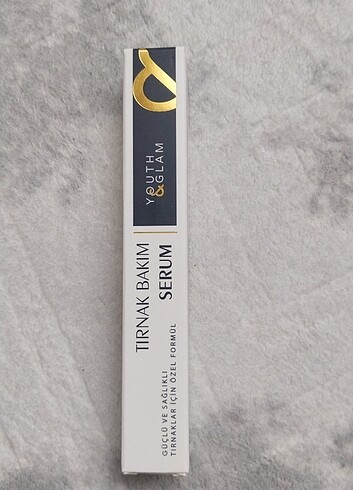 YOUTH
&GLAM
TIRNAK BAKIM
SERUM
GÜÇLÜ VE SAĞLIKLI
TIRNAKLAR İÇİN ÖZEL FORMÜL